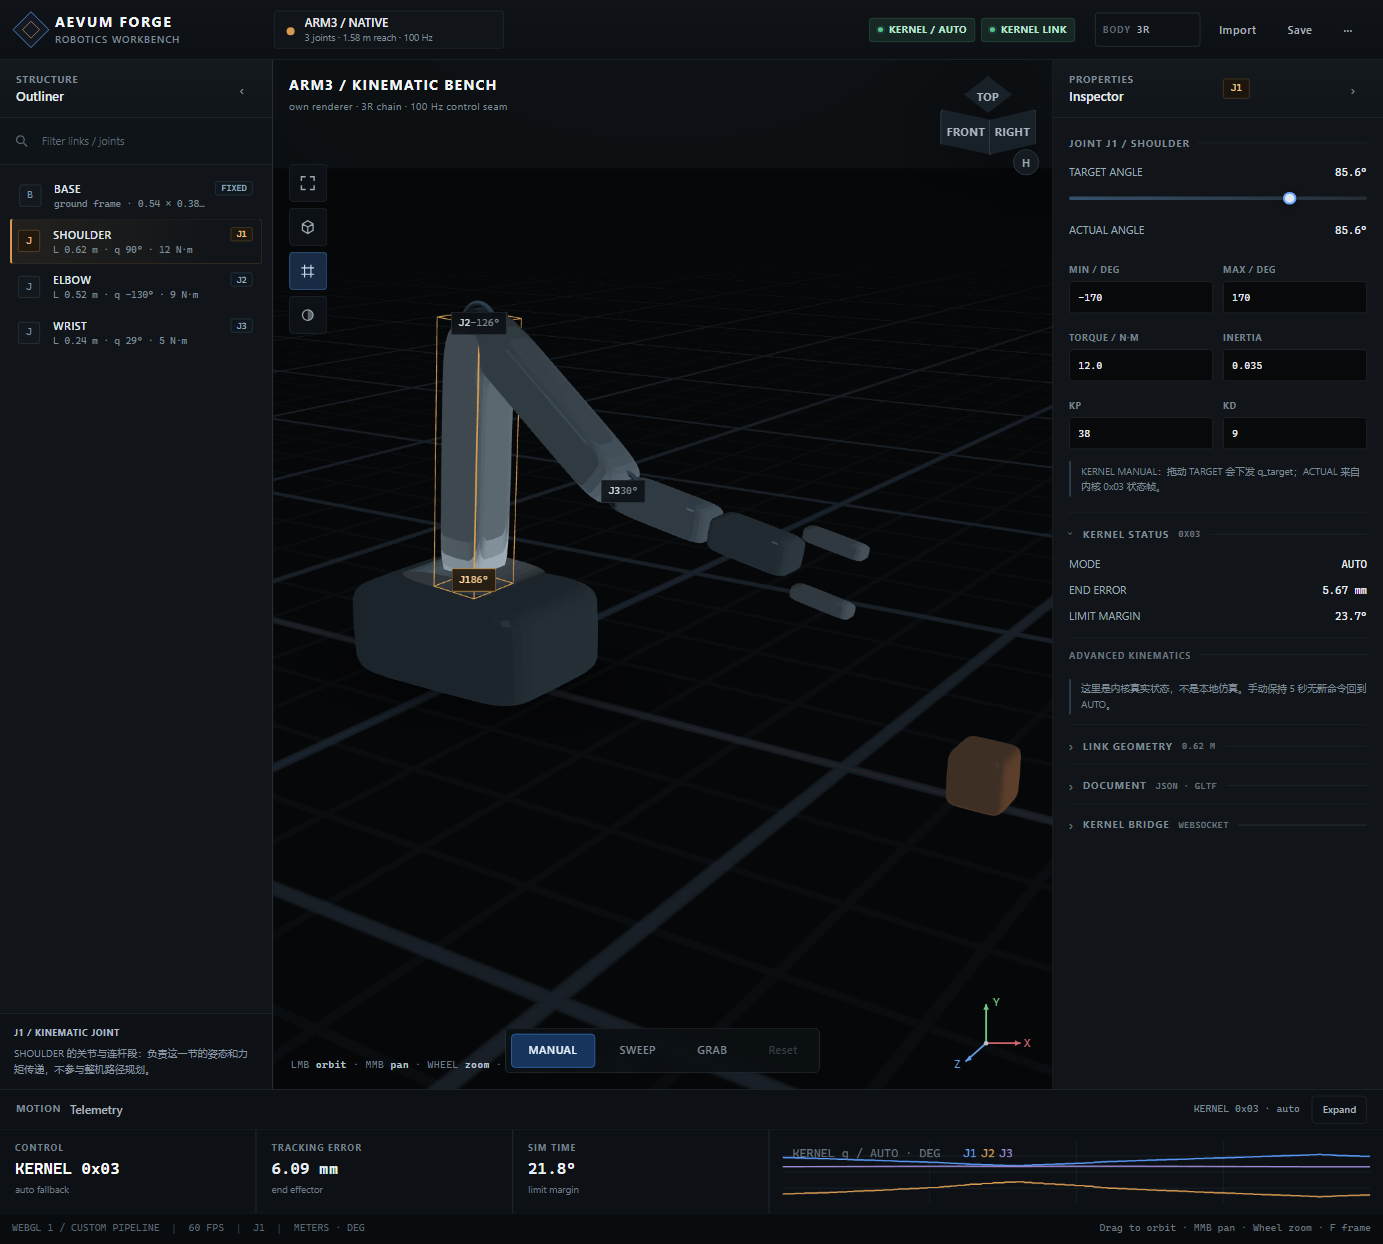 AEVUM FORGE
ROBOTICS WORKBENCH
ARM3 / NATIVE
3 joints · 1.58 m reach · 100 Hz
KERNEL / AUTO
KERNEL LINK
BODY 3R
Import
Save
···
STRUCTURE
Outliner
Filter links / joints
B
BASE
FIXED
ground frame · 0.54 × 0.38…
J
SHOULDER
J1
L 0.62 m · q 90° · 12 N·m
J
ELBOW
J2
L 0.52 m · q −130° · 9 N·m
J
WRIST
J3
L 0.24 m · q 29° · 5 N·m
J1 / KINEMATIC JOINT
SHOULDER 的关节与连杆段：负责这一节的姿态和力
矩传递，不参与整机路径规划。
ARM3 / KINEMATIC BENCH
own renderer · 3R chain · 100 Hz control seam
TOP
FRONT
RIGHT
H
J2−126°
J330°
J186°
Y
X
Z
LMB orbit · MMB pan · WHEEL zoom ·
MANUAL
SWEEP
GRAB
Reset
PROPERTIES
Inspector
J1
JOINT J1 / SHOULDER
TARGET ANGLE
85.6°
ACTUAL ANGLE
85.6°
MIN / DEG
MAX / DEG
−170
170
TORQUE / N·M
INERTIA
12.0
0.035
KP
KD
38
9
KERNEL MANUAL：拖动 TARGET 会下发 q_target；ACTUAL 来自
内核 0x03 状态帧。
KERNEL STATUS 0X03
MODE
AUTO
END ERROR
5.67 mm
LIMIT MARGIN
23.7°
ADVANCED KINEMATICS
这里是内核真实状态，不是本地仿真。手动保持 5 秒无新命令回到
AUTO。
LINK GEOMETRY 0.62 M
DOCUMENT JSON · GLTF
KERNEL BRIDGE WEBSOCKET
MOTION Telemetry
KERNEL 0x03 · auto
Expand
CONTROL
KERNEL 0x03
auto fallback
TRACKING ERROR
6.09 mm
end effector
SIM TIME
21.8°
limit margin
KERNEL q / AUTO · DEG J1 J2 J3
WEBGL 1 / CUSTOM PIPELINE | 60 FPS | J1 | METERS · DEG
Drag to orbit · MMB pan · Wheel zoom · F frame